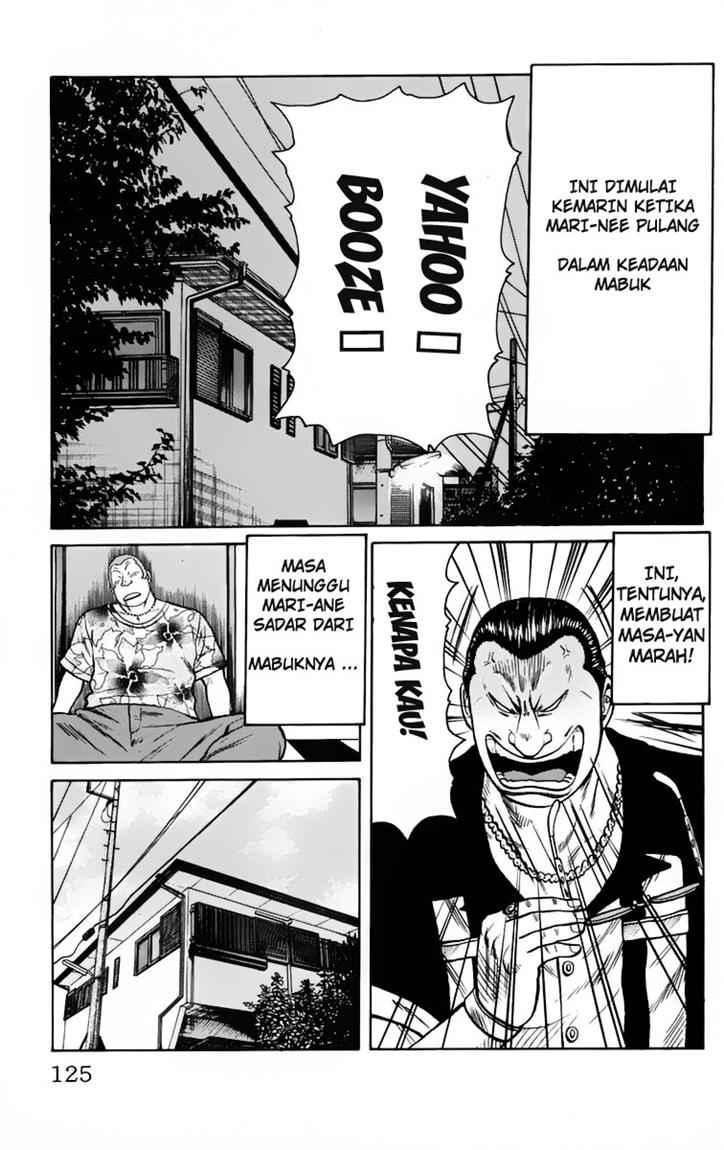 INI DIMULAI
KEMARIN KETIKA
MARI-NEE PULANG
DALAM KEADAAN
MABUK
YAHOO
BOOZE
INI,
TENTUNYA,
MEMBUAT
MASA-YAN
MARAH!
KENAPA KAU!
MASA
MENUNGGU
MARI-ANE
SADAR DARI
MABUKNYA ...
125